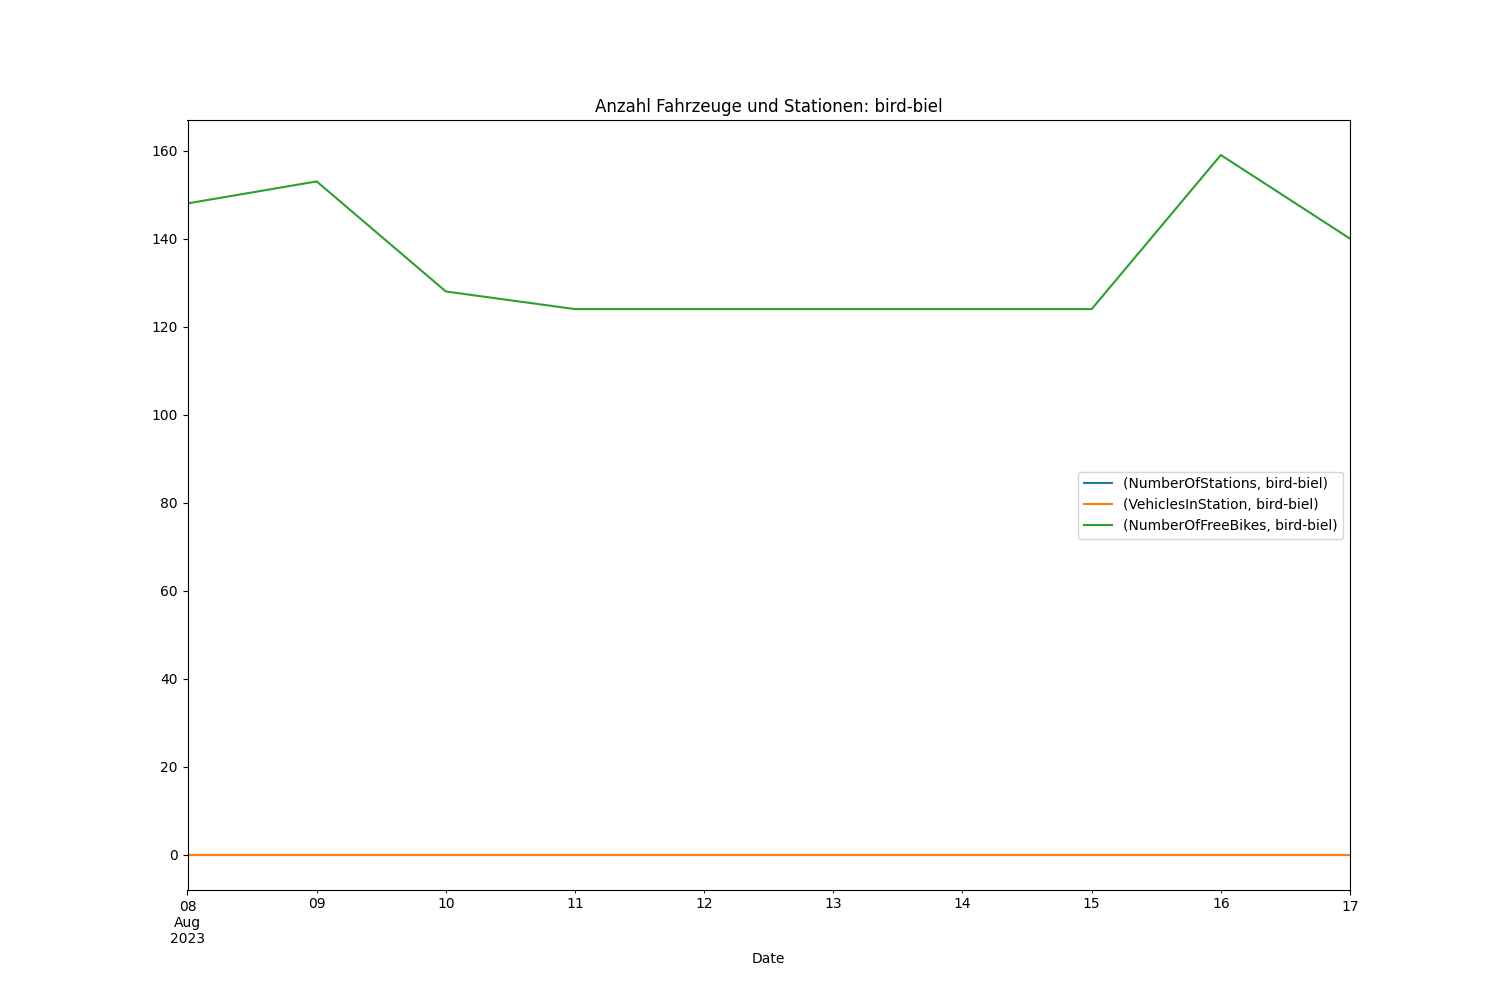 Anzahl Fahrzeuge und Stationen: bird-biel
160
140
120
100
80
60
40
20
0
(NumberOfStations, bird-biel)
(VehiclesInStation, bird-biel)
(NumberOfFreeBikes, bird-biel)
08 09 10 11 12 13 14 15 16 17
Aug
2023
Date